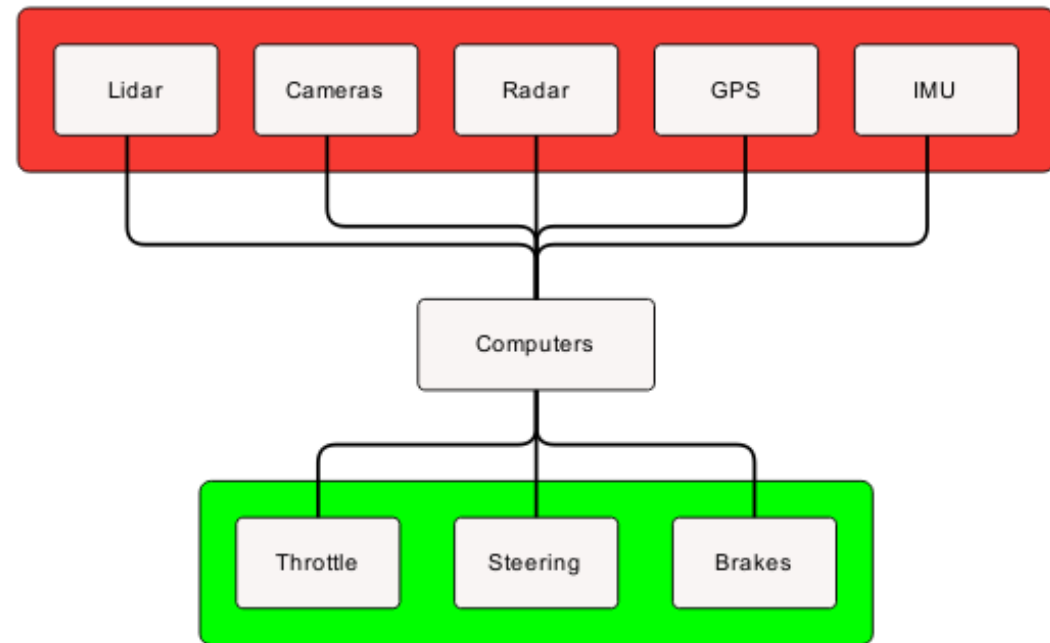 Lidar
Cameras
Radar
GPS
IMU
Computers
Throttle
Steering
Brakes